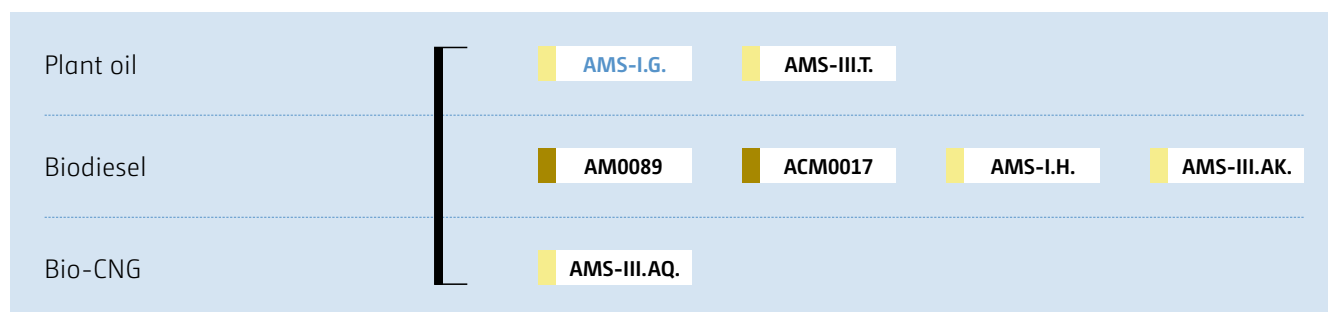 Plant oil AMS-I.G. AMS-III.T.
Biodiesel AM0089 ACM0017 AMS-I.H. AMS-III.AK.
Bio-CNG AMS-III.AQ.